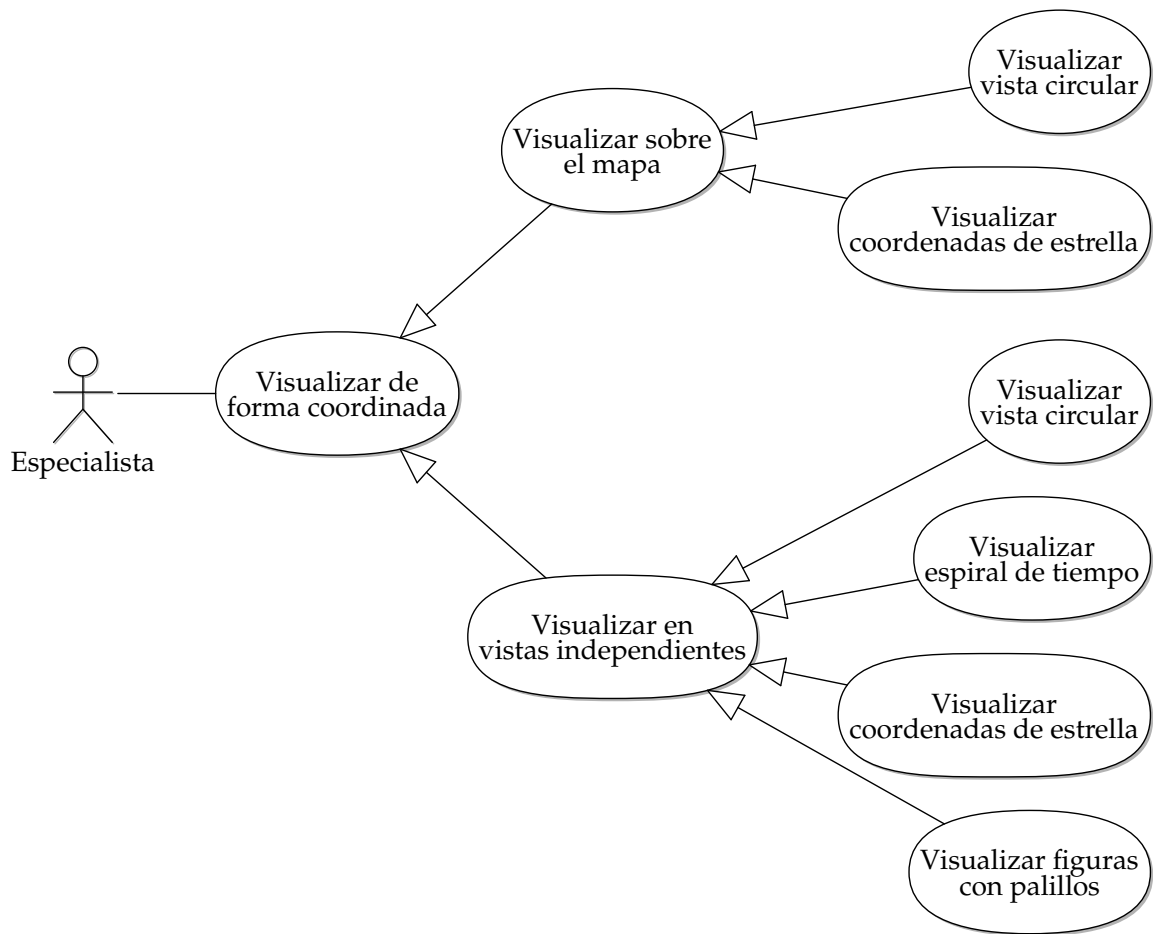 Visualizar
vista circular
Visualizar sobre
el mapa
Visualizar
coordenadas de estrella
Visualizar de
forma coordinada
Especialista
Visualizar
vista circular
Visualizar
espiral de tiempo
Visualizar en
vistas independientes
Visualizar
coordenadas de estrella
Visualizar figuras
con palillos